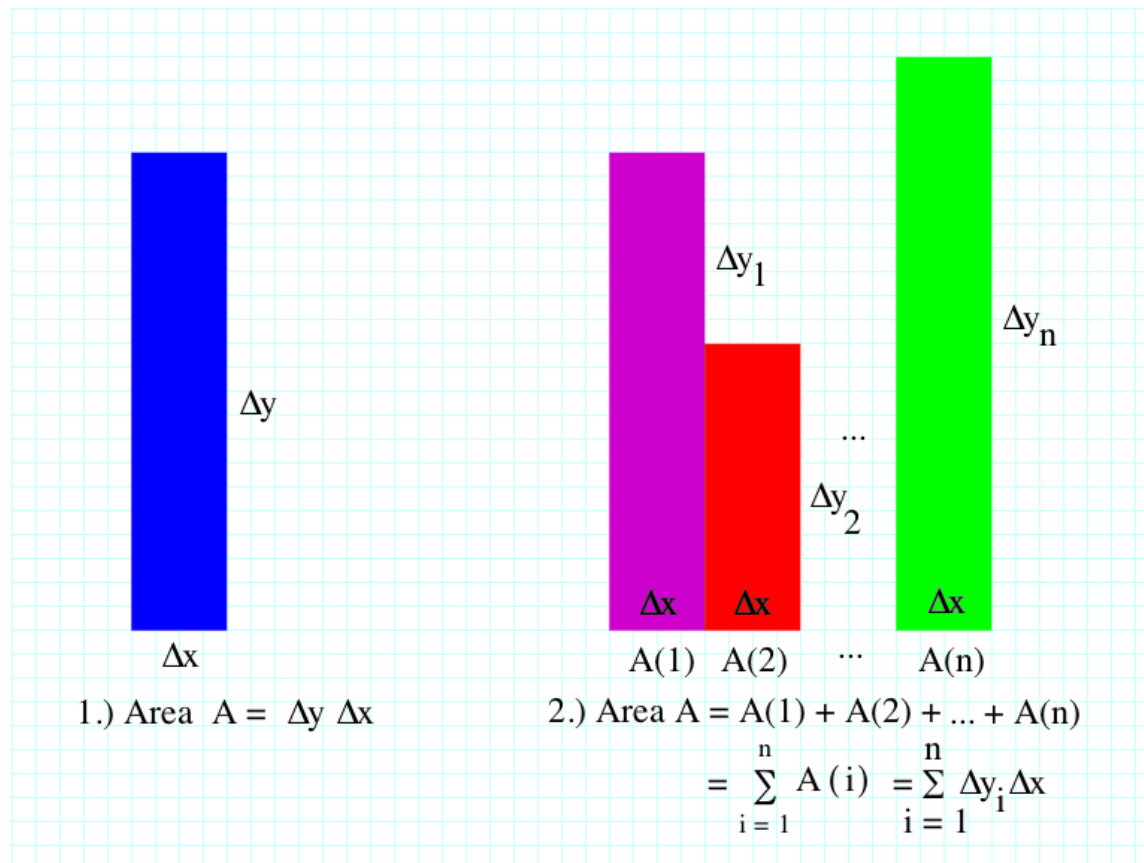 Δy
Δx
1.) Area A = Δy Δx
Δy₁
Δyₙ
...
Δy₂
Δx Δx Δx
A(1) A(2) ... A(n)
2.) Area A = A(1) + A(2) + ... + A(n)
n n
= Σ A(i) = Σ Δyᵢ Δx
i = 1 i = 1